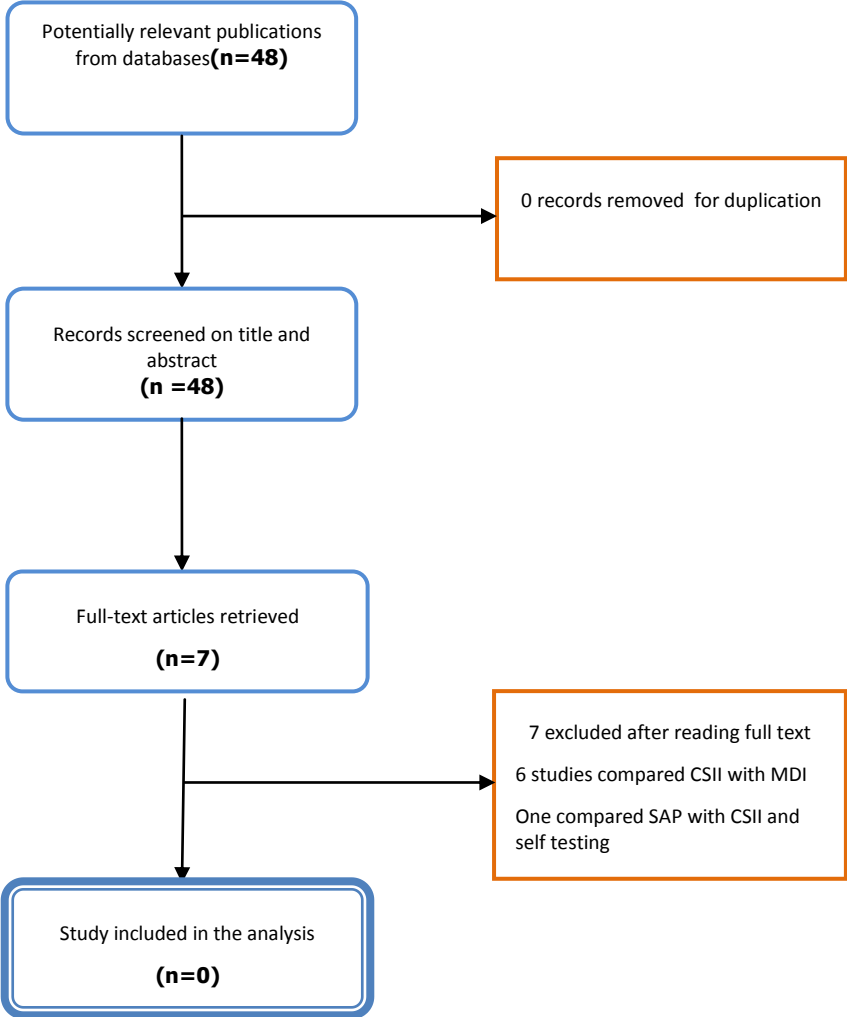 Potentially relevant publications
from databases(n=48)
0 records removed for duplication
Records screened on title and
abstract
(n =48)
Full-text articles retrieved
(n=7)
7 excluded after reading full text
6 studies compared CSII with MDI
One compared SAP with CSII and
self testing
Study included in the analysis
(n=0)